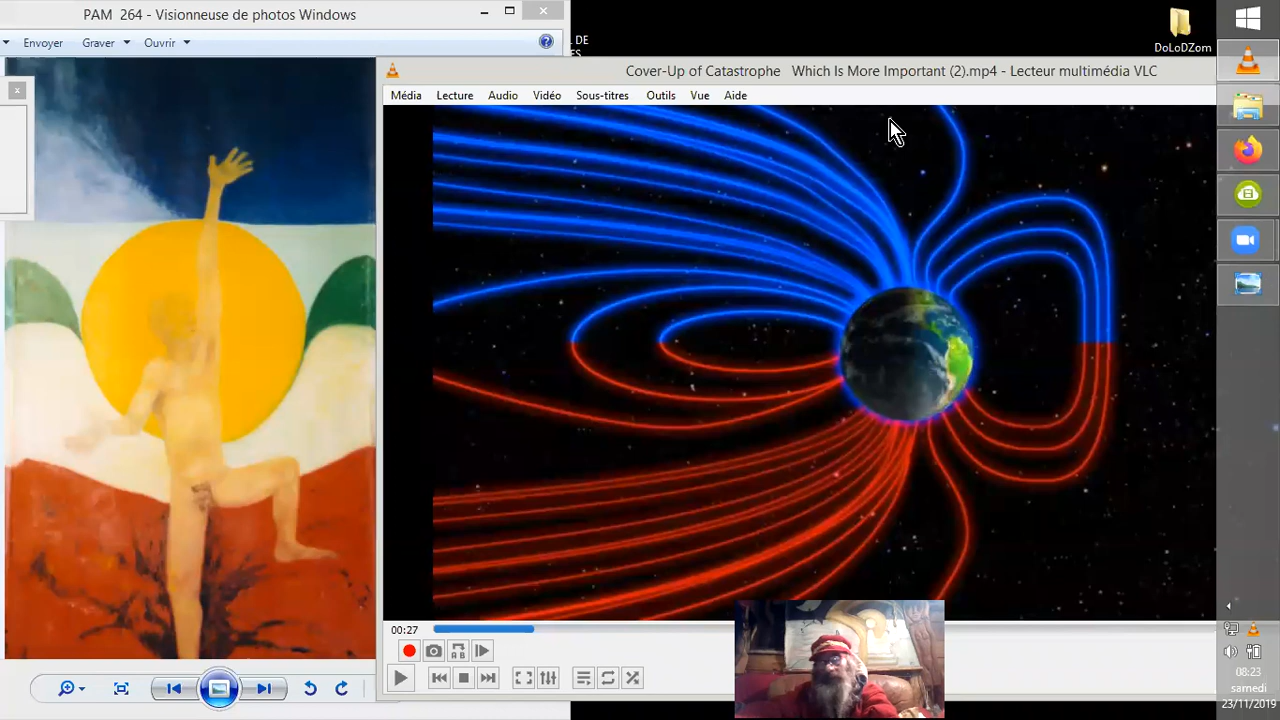 PAM 264 - Visionneuse de photos Windows
Envoyer Graver Ouvrir
L DE
ES
DoLoDZom
Cover-Up of Catastrophe Which Is More Important (2).mp4 - Lecteur multimédia VLC
Média Lecture Audio Vidéo Sous-titres Outils Vue Aide
00:27
08:23
samedi
23/11/2019